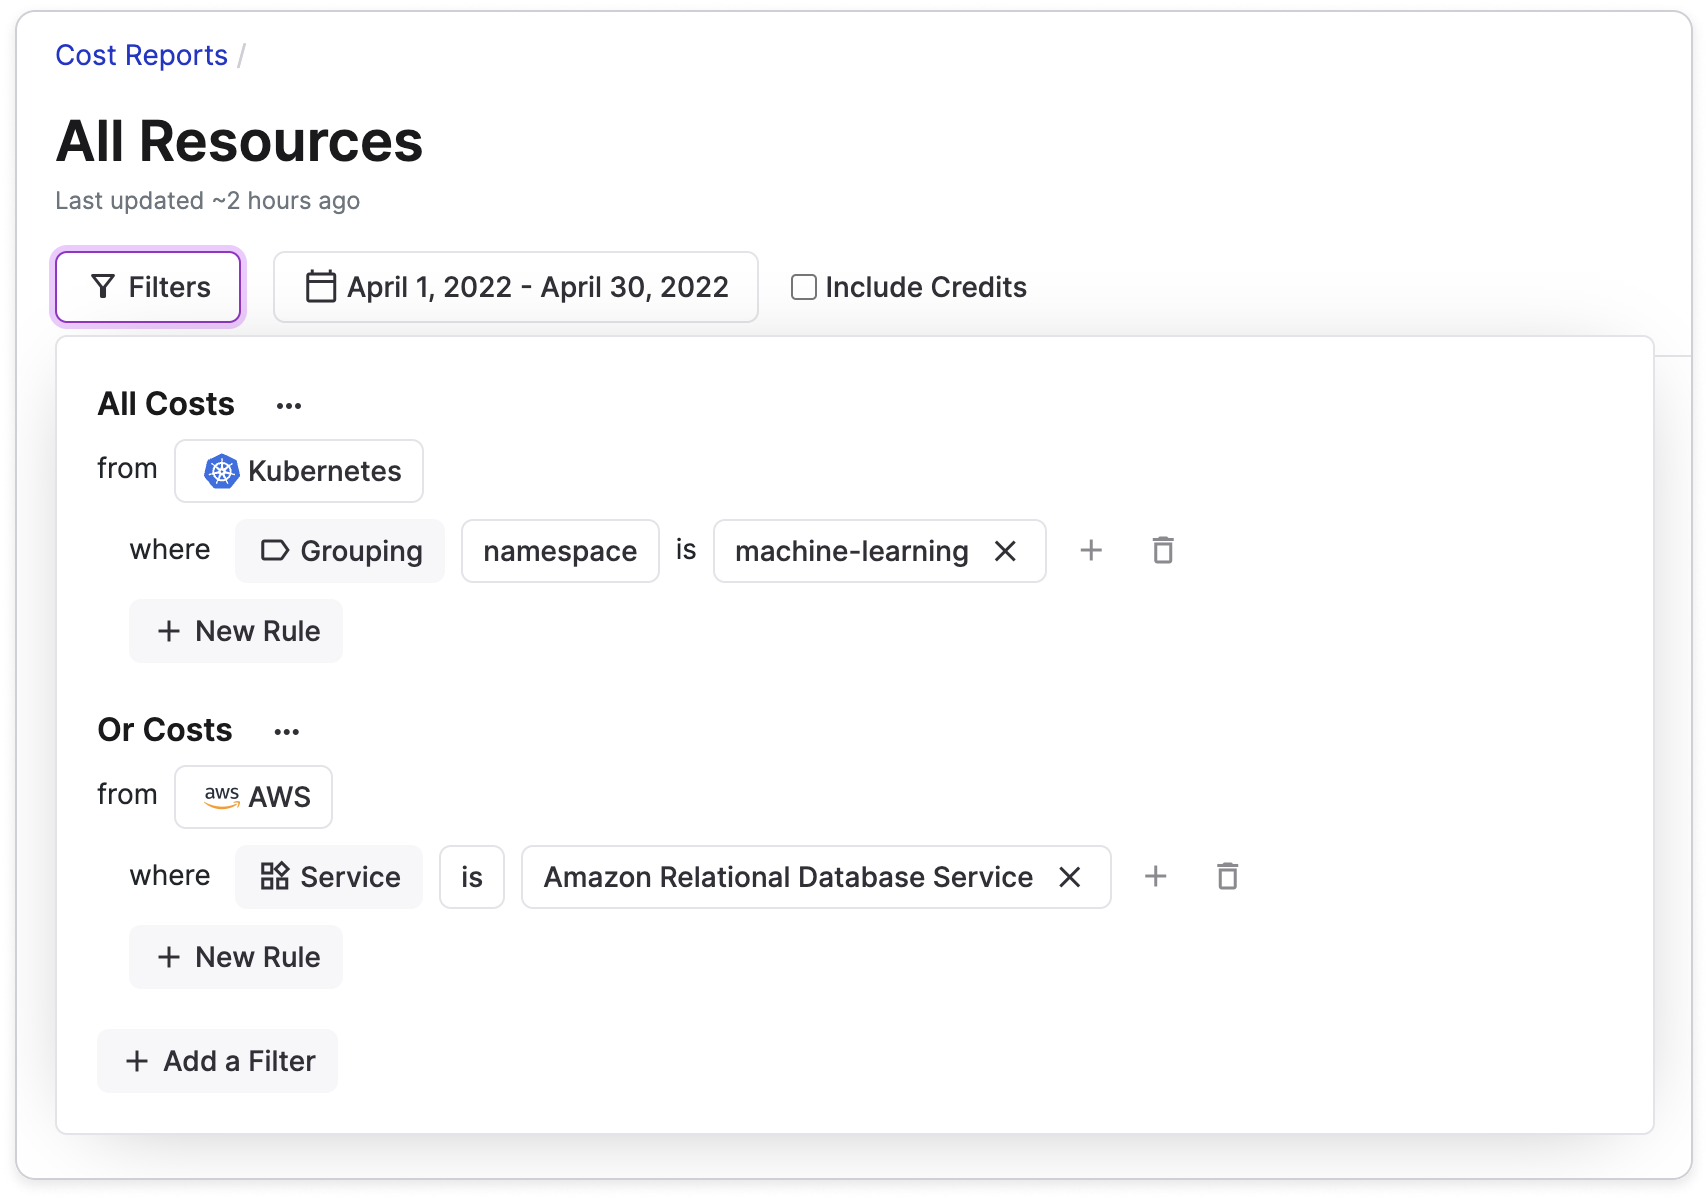 Cost Reports /
All Resources
Last updated ~2 hours ago
Filters April 1, 2022 - April 30, 2022 Include Credits
All Costs ...
from Kubernetes
where Grouping namespace is machine-learning
+ New Rule
Or Costs ...
from aws AWS
where Service is Amazon Relational Database Service
+ New Rule
+ Add a Filter